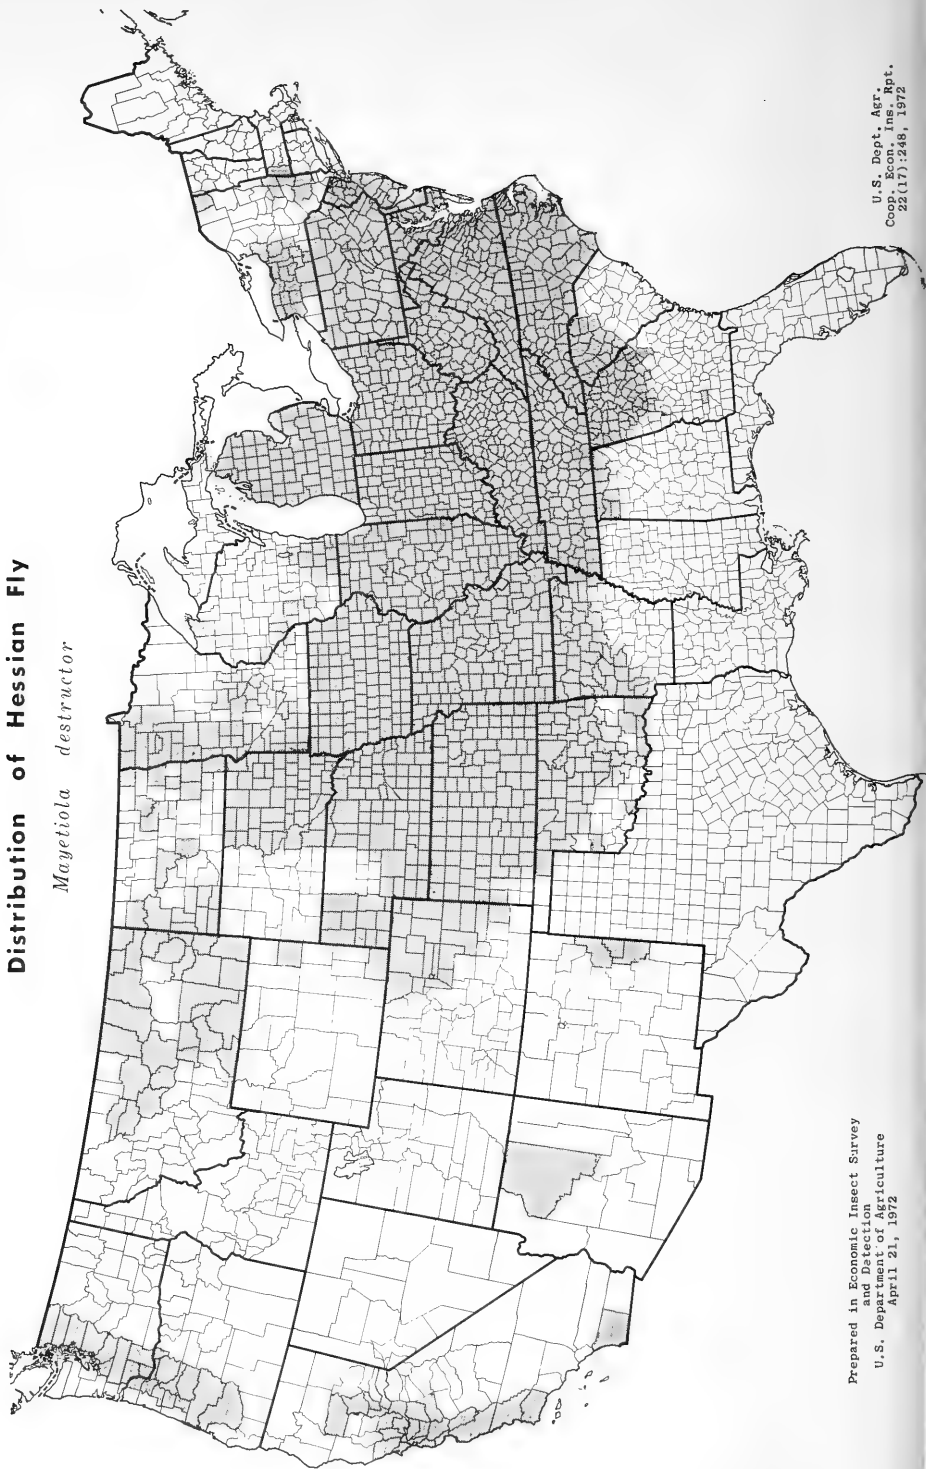 Distribution of Hessian Fly
Mayetiola destructor
Prepared in Economic Insect Survey
and Detection
U.S. Department of Agriculture
April 21, 1972
U.S. Dept. Agr.
Coop. Econ. Ins. Rpt.
22(17):248, 1972